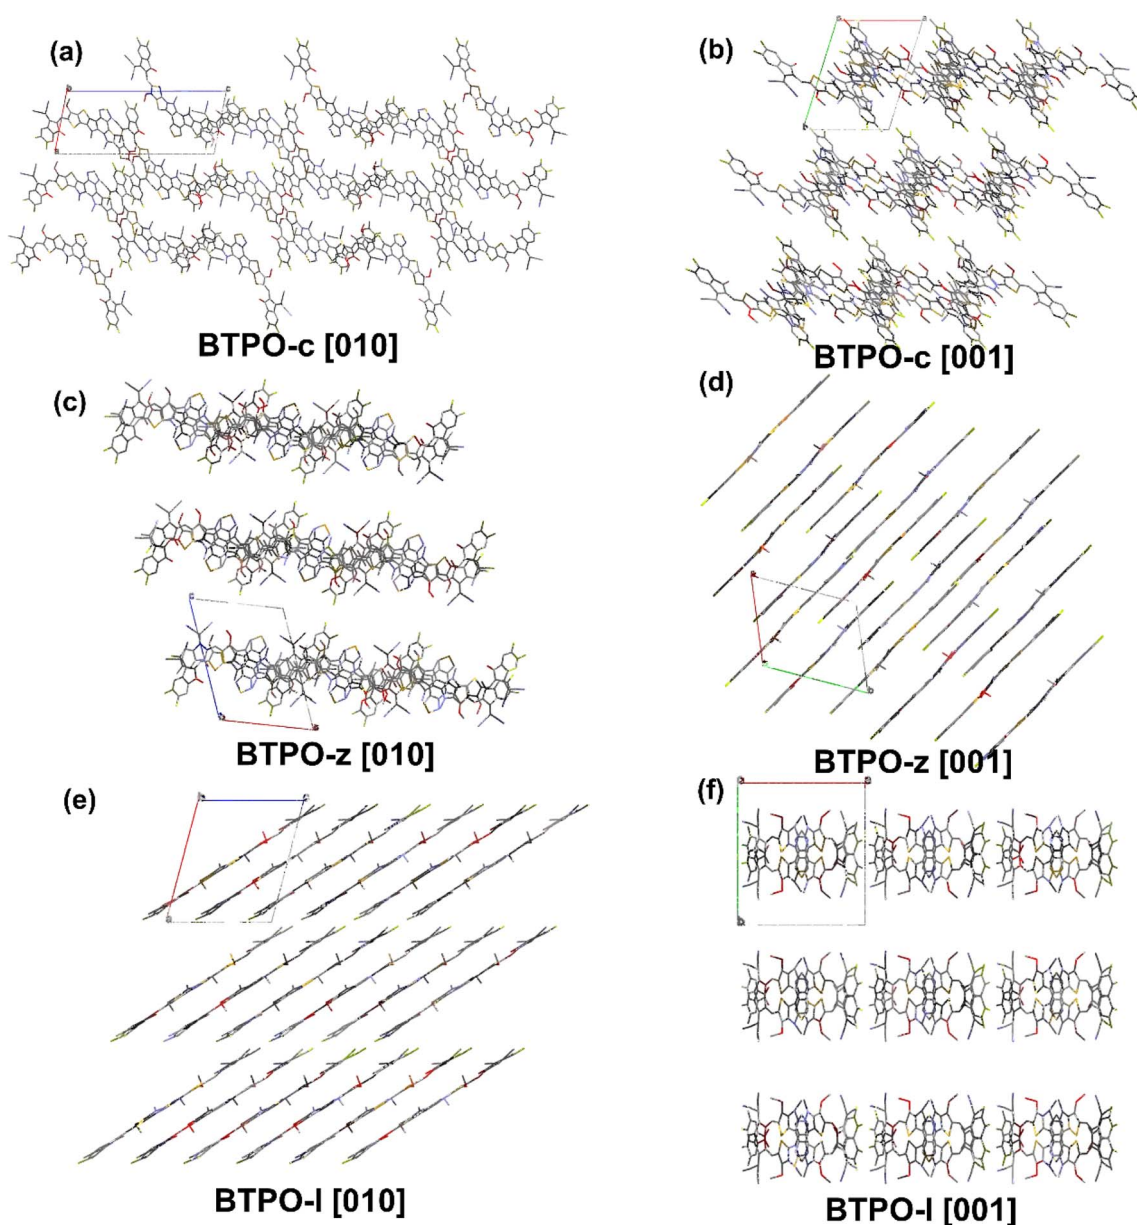 (a)
BTPO-c [010]
(b)
BTPO-c [001]
(c)
BTPO-z [010]
(d)
BTPO-z [001]
(e)
BTPO-l [010]
(f)
BTPO-l [001]